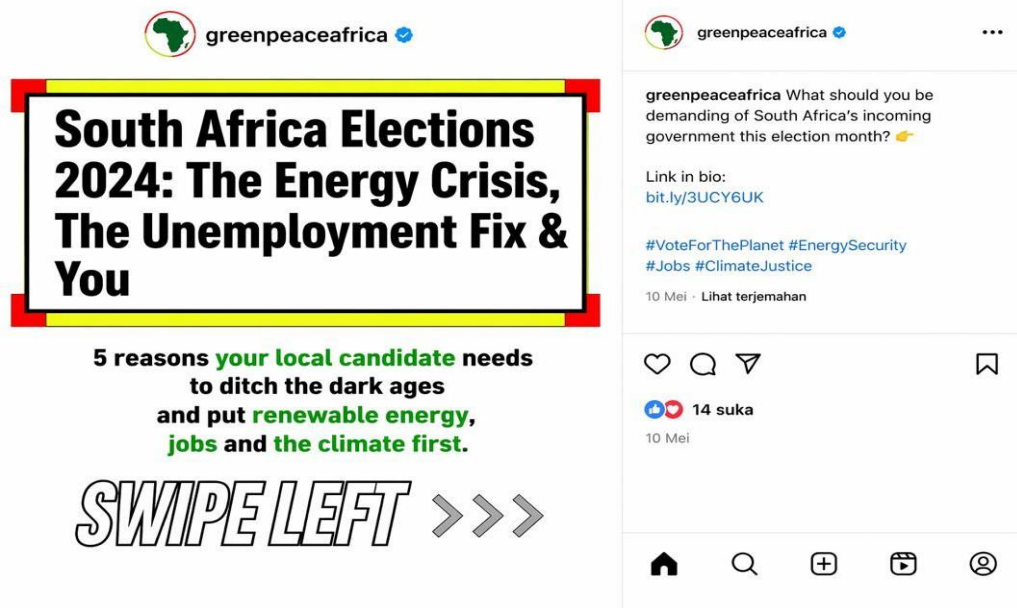 greenpeaceafrica
South Africa Elections
2024: The Energy Crisis,
The Unemployment Fix &
You
5 reasons your local candidate needs
to ditch the dark ages
and put renewable energy,
jobs and the climate first.
SWIPE LEFT >>>
greenpeaceafrica
greenpeaceafrica What should you be
demanding of South Africa's incoming
government this election month? 👉
Link in bio:
bit.ly/3UCY6UK
#VoteForThePlanet #EnergySecurity
#Jobs #ClimateJustice
10 Mei · Lihat terjemahan
14 suka
10 Mei